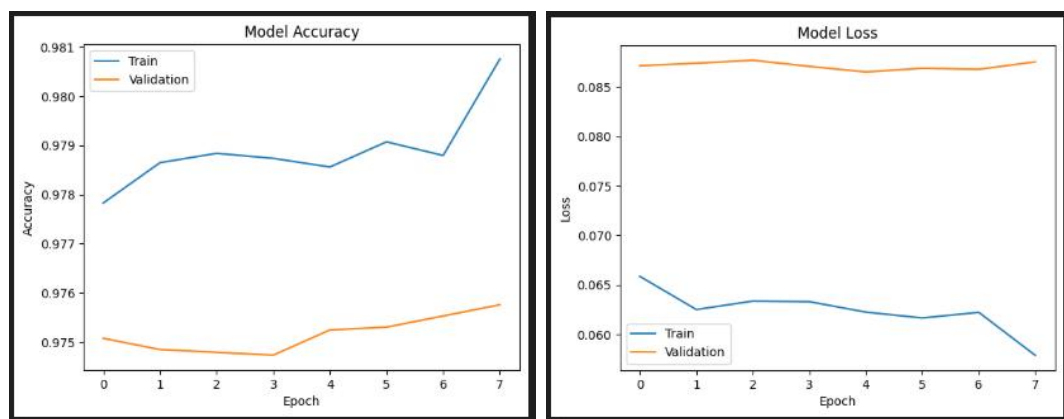 Model Accuracy
Accuracy
0.981
0.980
0.979
0.978
0.977
0.976
0.975
Train
Validation
0 1 2 3 4 5 6 7
Epoch
Model Loss
Loss
0.085
0.080
0.075
0.070
0.065
0.060
Train
Validation
0 1 2 3 4 5 6 7
Epoch